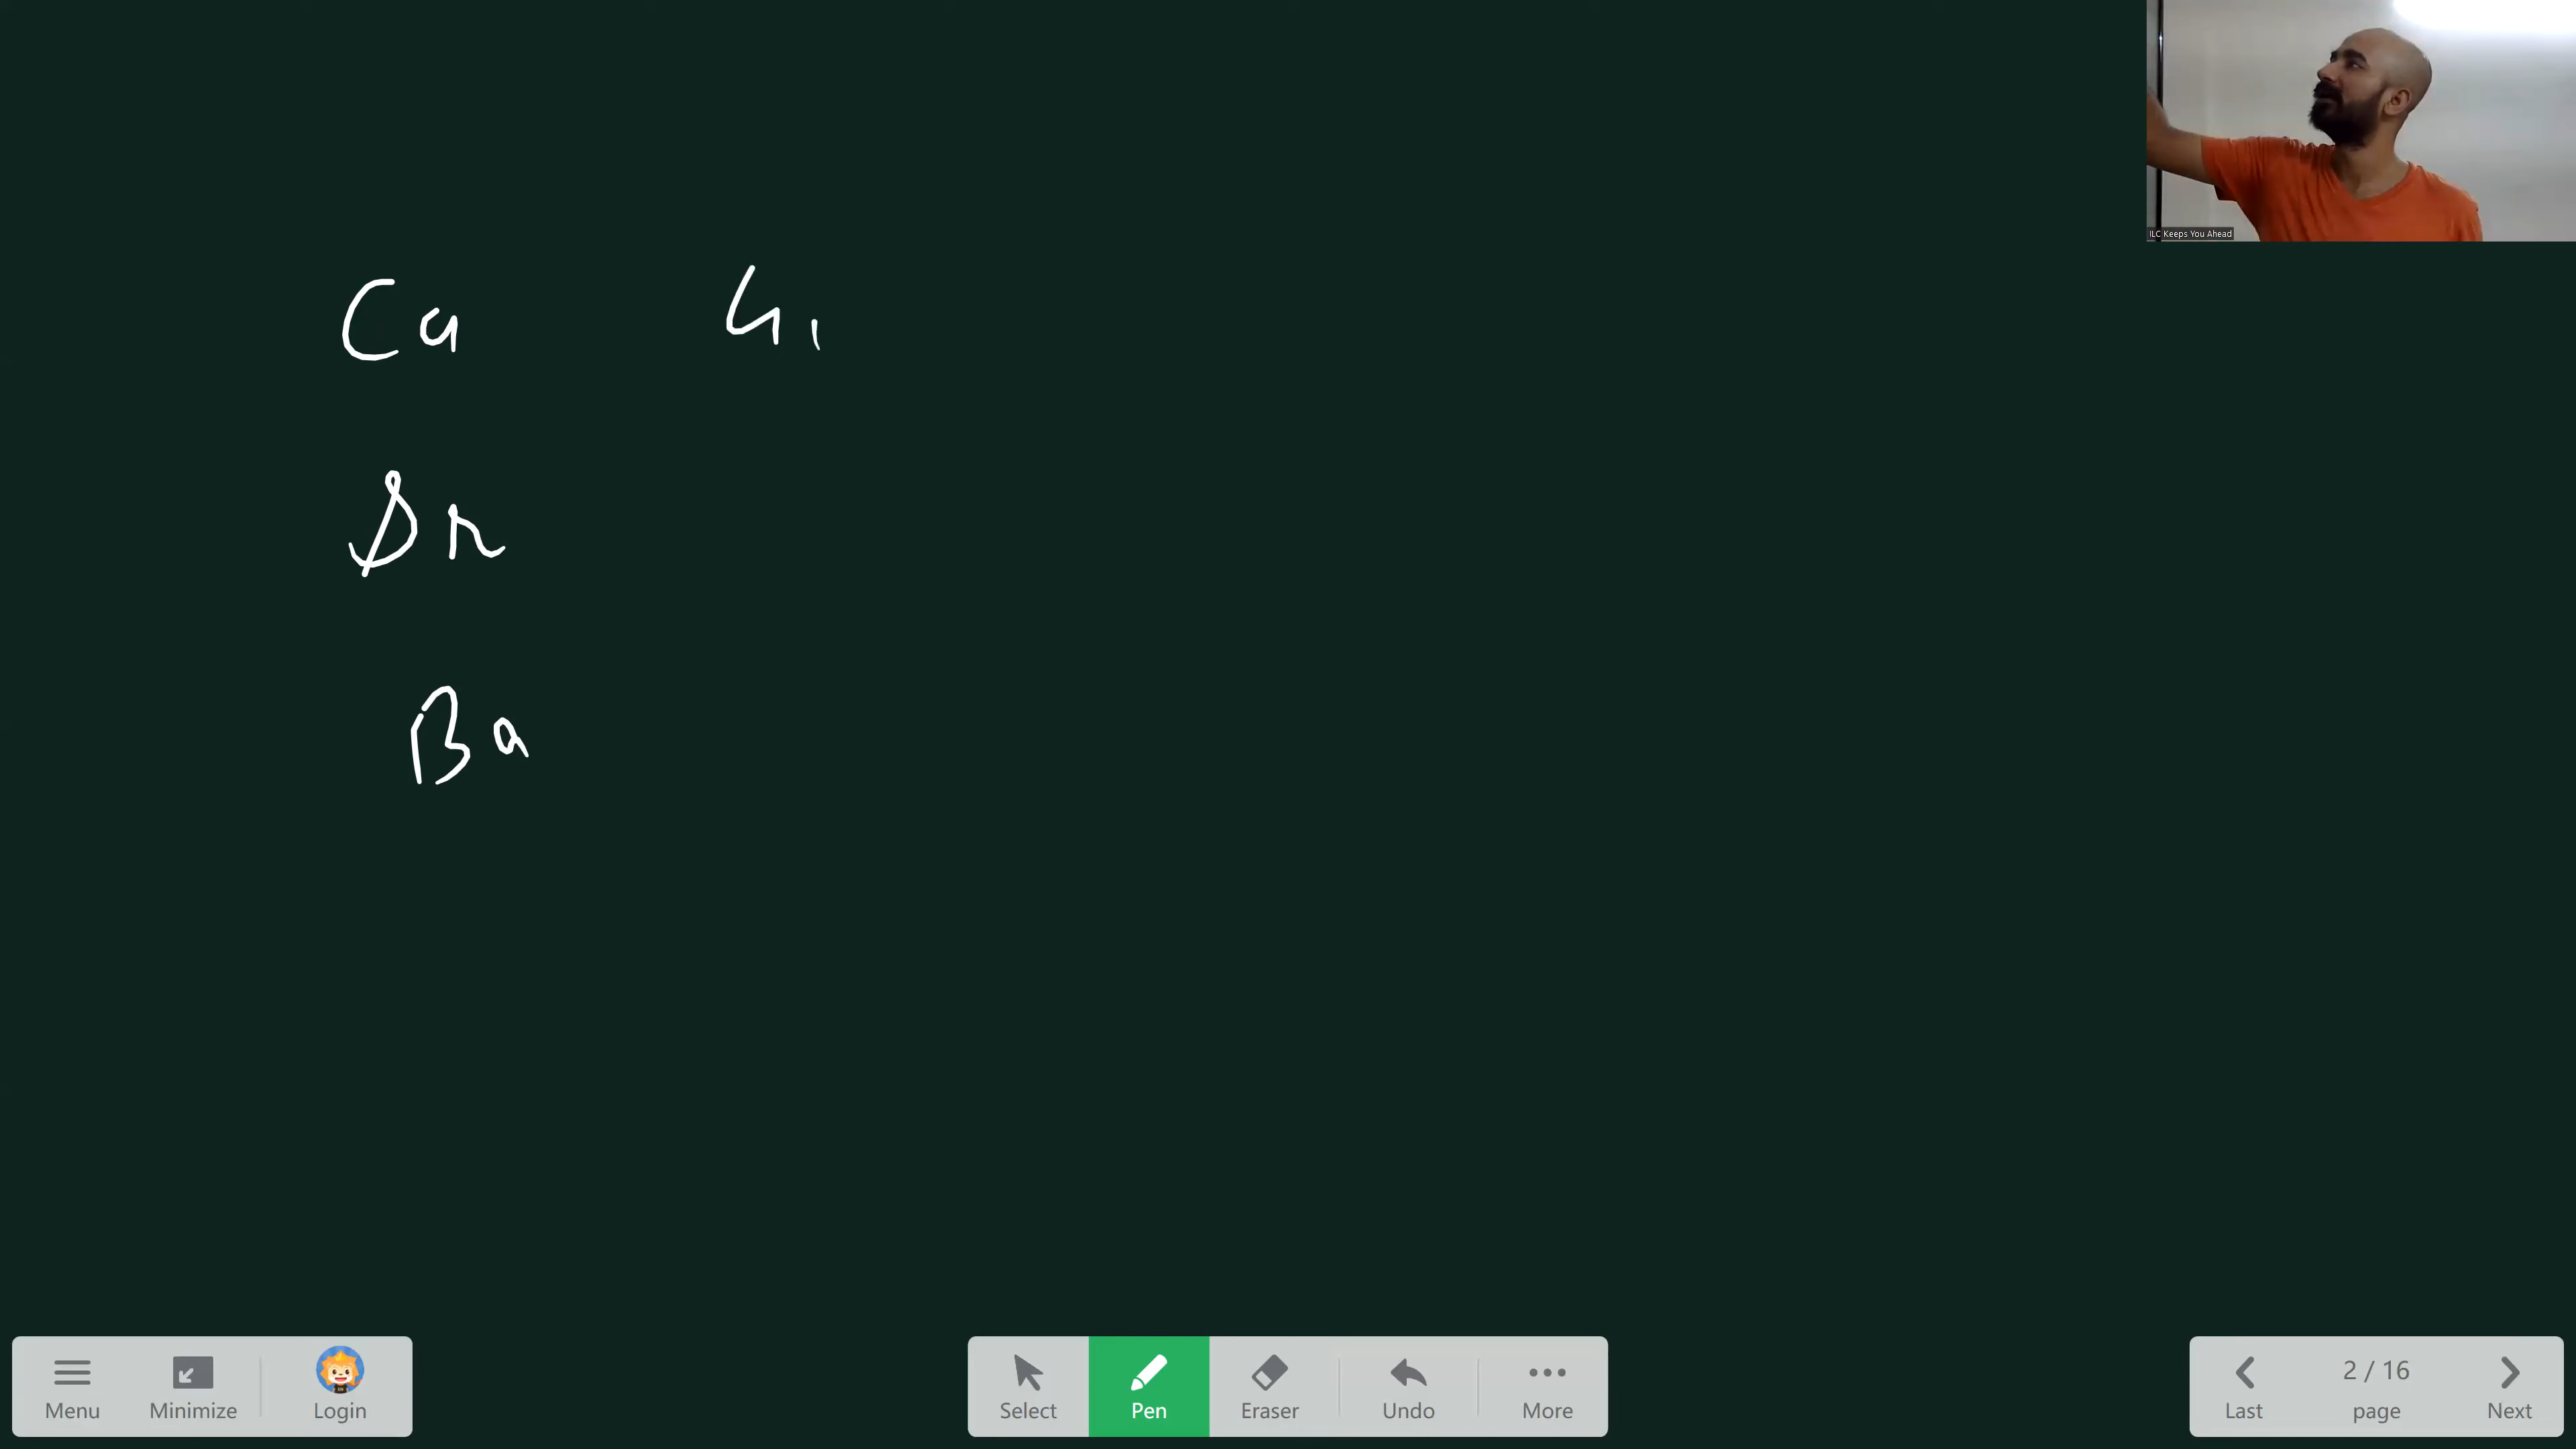 ILC Keeps You Ahead
Ca
Sr
Ba
Menu Minimize Login Select Pen Eraser Undo More Last 2 / 16 page Next